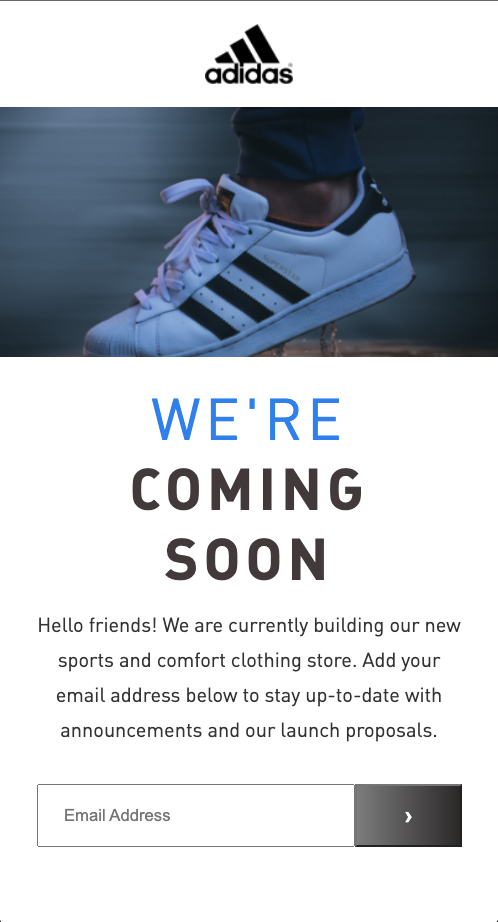 adidas
SUPERSTAR
WE'RE
COMING
SOON
Hello friends! We are currently building our new
sports and comfort clothing store. Add your
email address below to stay up-to-date with
announcements and our launch proposals.
Email Address
›